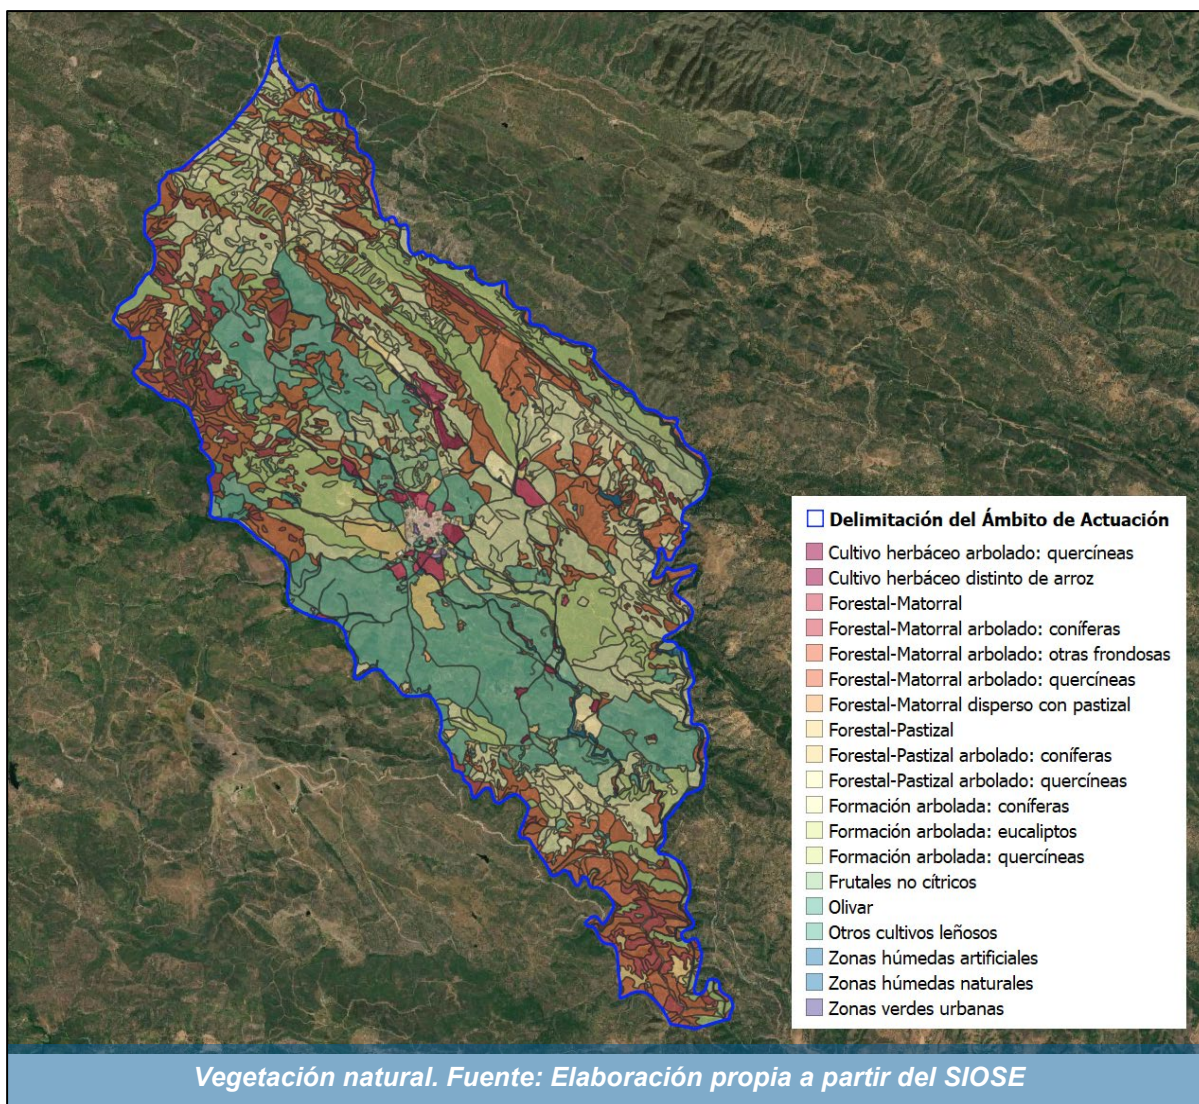 Delimitación del Ámbito de Actuación
Cultivo herbáceo arbolado: quercíneas
Cultivo herbáceo distinto de arroz
Forestal-Matorral
Forestal-Matorral arbolado: coníferas
Forestal-Matorral arbolado: otras frondosas
Forestal-Matorral arbolado: quercíneas
Forestal-Matorral disperso con pastizal
Forestal-Pastizal
Forestal-Pastizal arbolado: coníferas
Forestal-Pastizal arbolado: quercíneas
Formación arbolada: coníferas
Formación arbolada: eucaliptos
Formación arbolada: quercíneas
Frutales no cítricos
Olivar
Otros cultivos leñosos
Zonas húmedas artificiales
Zonas húmedas naturales
Zonas verdes urbanas
Vegetación natural. Fuente: Elaboración propia a partir del SIOSE